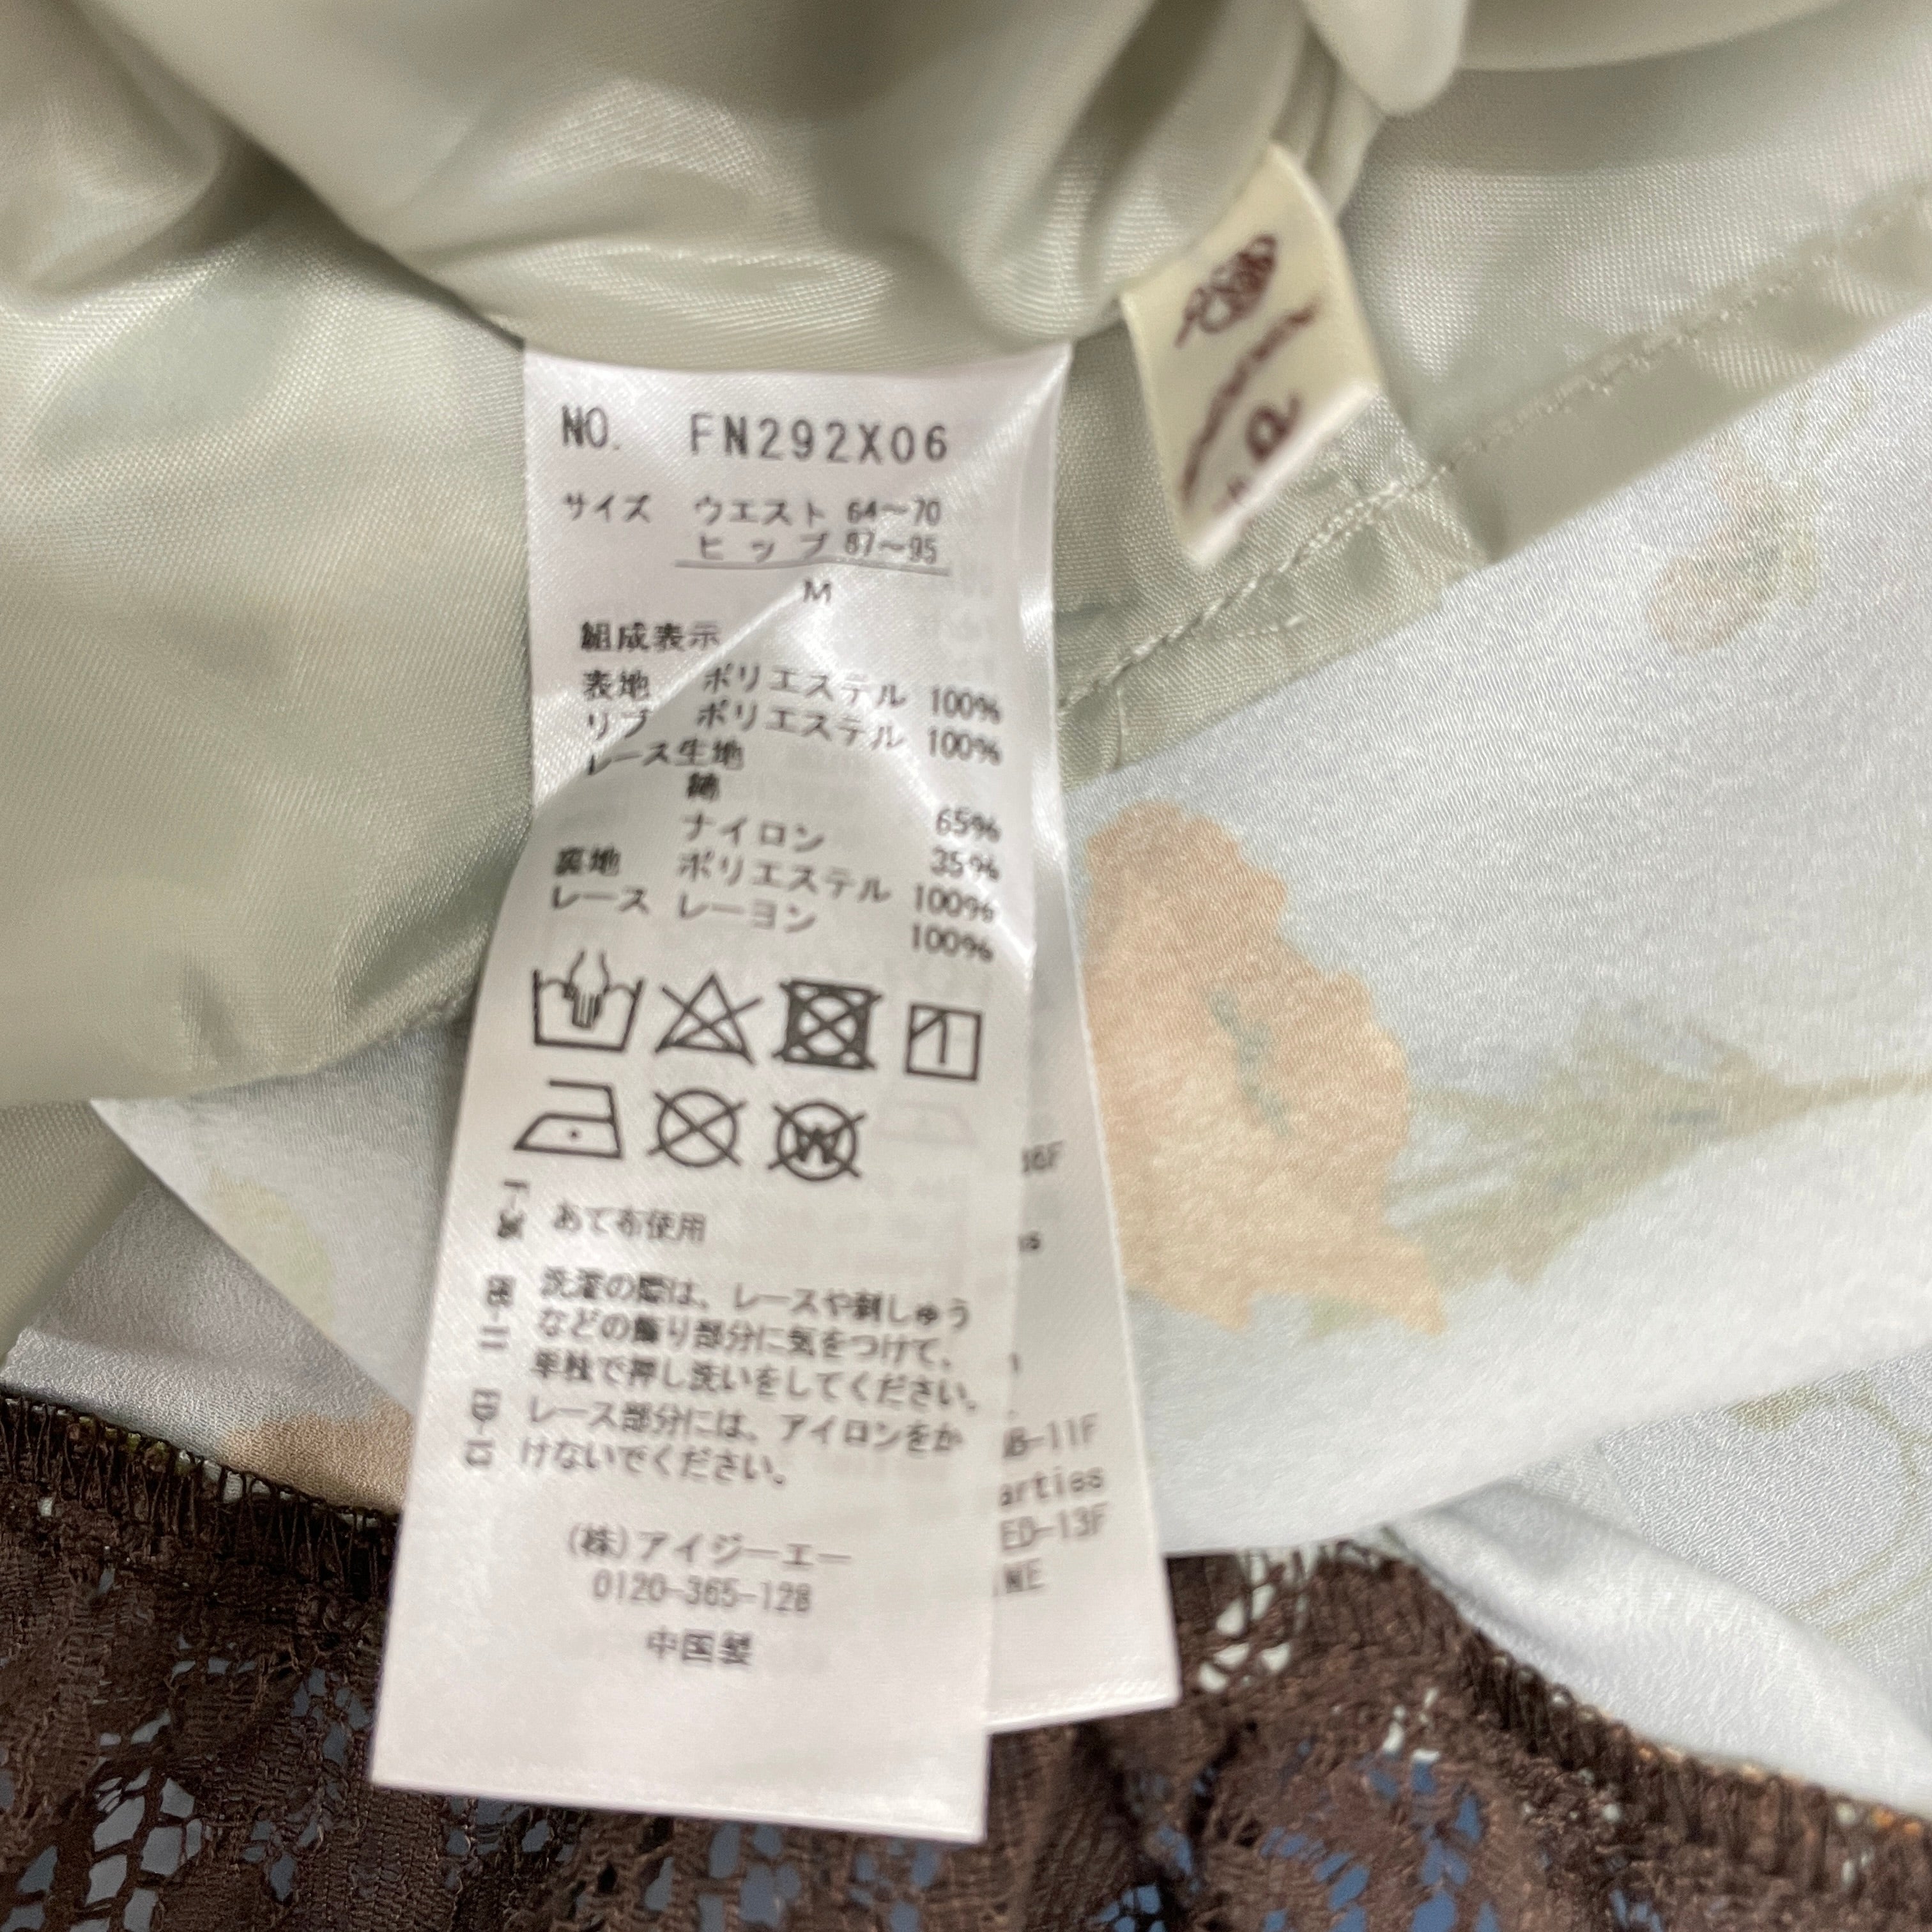 NO. FN292X06
サイズ ウエスト 64〜70
ヒップ 87〜95
M
組成表示
表地 ポリエステル 100%
リブ ポリエステル 100%
レース生地
綿 65%
ナイロン 35%
裏地 ポリエステル 100%
レース レーヨン 100%
W
あて布使用
洗濯の際は、レースや刺しゅう
などの飾り部分に気をつけて、
単独で押し洗いをしてください。
レース部分には、アイロンをか
けないでください。
(株)アイジーエー
0120-365-128
中国製
36F
B-11F
arties
ED-13F
NE